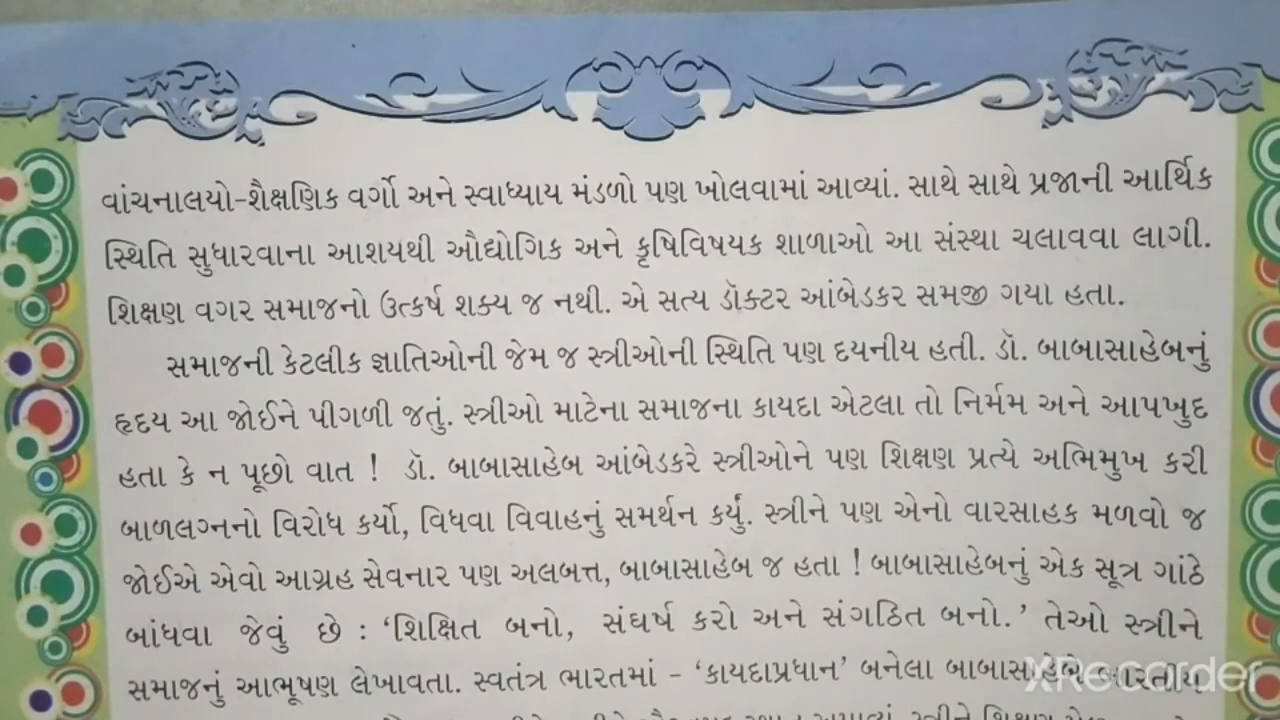 વાંચનાલયો-શૈક્ષણિક વર્ગો અને સ્વાધ્યાય મંડળો પણ ખોલવામાં આવ્યાં. સાથે સાથે પ્રજાની આર્થિક
સ્થિતિ સુધારવાના આશયથી ઔદ્યોગિક અને કૃષિવિષયક શાળાઓ આ સંસ્થા ચલાવવા લાગી.
શિક્ષણ વગર સમાજનો ઉત્કર્ષ શક્ય જ નથી. એ સત્ય ડૉક્ટર આંબેડકર સમજી ગયા હતા.
સમાજની કેટલીક જ્ઞાતિઓની જેમ જ સ્ત્રીઓની સ્થિતિ પણ દયનીય હતી. ડૉ. બાબાસાહેબનું
હૃદય આ જોઈને પીગળી જતું. સ્ત્રીઓ માટેના સમાજના કાયદા એટલા તો નિર્મમ અને આપખુદ
હતા કે ન પૂછો વાત ! ડૉ. બાબાસાહેબ આંબેડકરે સ્ત્રીઓને પણ શિક્ષણ પ્રત્યે અભિમુખ કરી
બાળલગ્નનો વિરોધ કર્યો, વિધવા વિવાહનું સમર્થન કર્યું. સ્ત્રીને પણ એનો વારસાહક મળવો જ
જોઈએ એવો આગ્રહ સેવનાર પણ અલબત્ત, બાબાસાહેબ જ હતા ! બાબાસાહેબનું એક સૂત્ર ગાંઠે
બાંધવા જેવું છે : ‘શિક્ષિત બનો, સંઘર્ષ કરો અને સંગઠિત બનો.’ તેઓ સ્ત્રીને
સમાજનું આભૂષણ લેખાવતા. સ્વતંત્ર ભારતમાં - ‘કાયદાપ્રધાન’ બનેલા બાબાસાહેબે ભારતીય
XRecorder